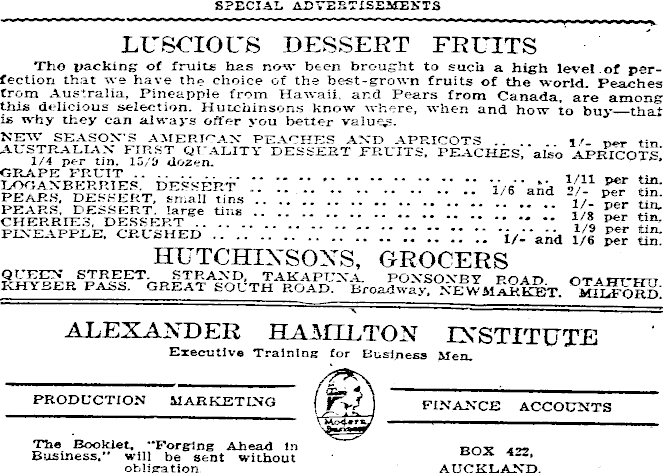 SPECIAL ADVERTISEMENTS
LUSCIOUS DESSERT FRUITS
The packing of fruits has now been brought to such a high level of per-
fection that we have the choice of the best-grown fruits of the world. Peaches
from Australia, Pineapple from Hawaii, and Pears from Canada, are among
this delicious selection. Hutchinsons know where, when and how to buy—that
is why they can always offer you better values.
NEW SEASON'S AMERICAN PEACHES AND APRICOTS .. .. .. 1/- per tin.
AUSTRALIAN FIRST QUALITY DESSERT FRUITS, PEACHES, also APRICOTS,
1/4 per tin. 15/9 dozen.
GRAPE FRUIT .. .. .. .. .. .. .. .. .. .. .. .. .. 1/11 per tin.
LOGANBERRIES, DESSERT .. .. .. .. .. .. .. 1/6 and 2/- per tin.
PEARS, DESSERT, small tins .. .. .. .. .. .. .. .. .. 1/- per tin.
PEARS, DESSERT, large tins .. .. .. .. .. .. .. .. .. 1/8 per tin.
CHERRIES, DESSERT .. .. .. .. .. .. .. .. .. .. .. 1/9 per tin.
PINEAPPLE, CRUSHED .. .. .. .. .. .. .. .. 1/- and 1/6 per tin.
HUTCHINSONS, GROCERS
QUEEN STREET. STRAND, TAKAPUNA. PONSONBY ROAD. OTAHUHU.
KHYBER PASS. GREAT SOUTH ROAD. Broadway, NEWMARKET. MILFORD.
ALEXANDER HAMILTON INSTITUTE
Executive Training for Business Men.
PRODUCTION MARKETING
FINANCE ACCOUNTS
Modern Business
The Booklet, "Forging Ahead in
Business," will be sent without
obligation
BOX 422,
AUCKLAND.